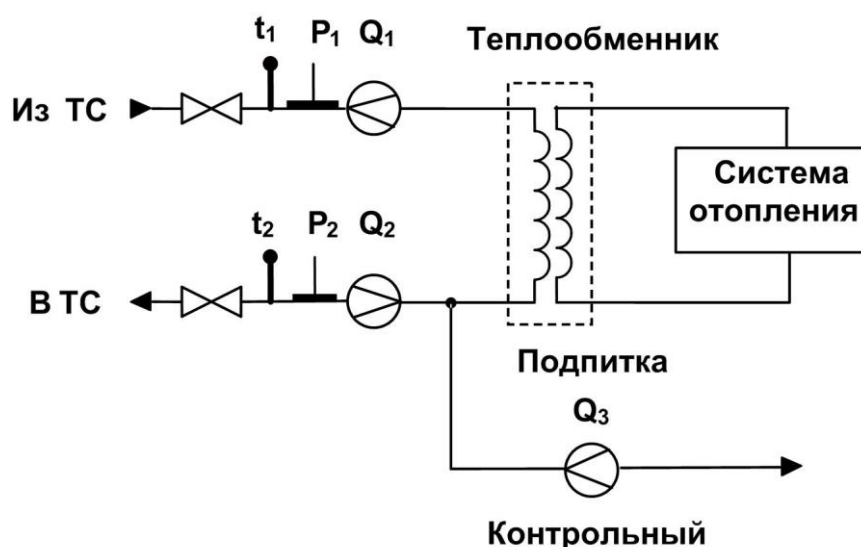 t₁ P₁ Q₁
Теплообменник
Из ТС
Система
отопления
t₂ P₂ Q₂
В ТС
Подпитка
Q₃
Контрольный